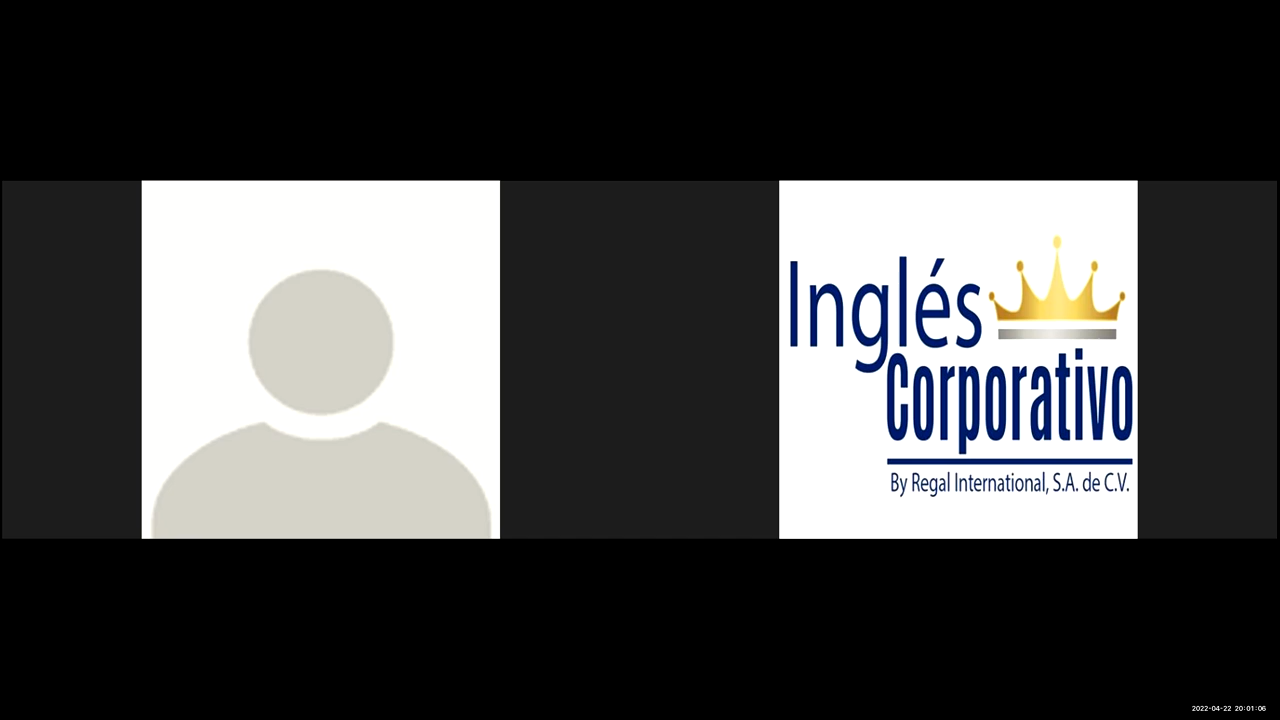 Inglés
Corporativo
By Regal International, S.A. de C.V.
2022-04-22 20:01:06